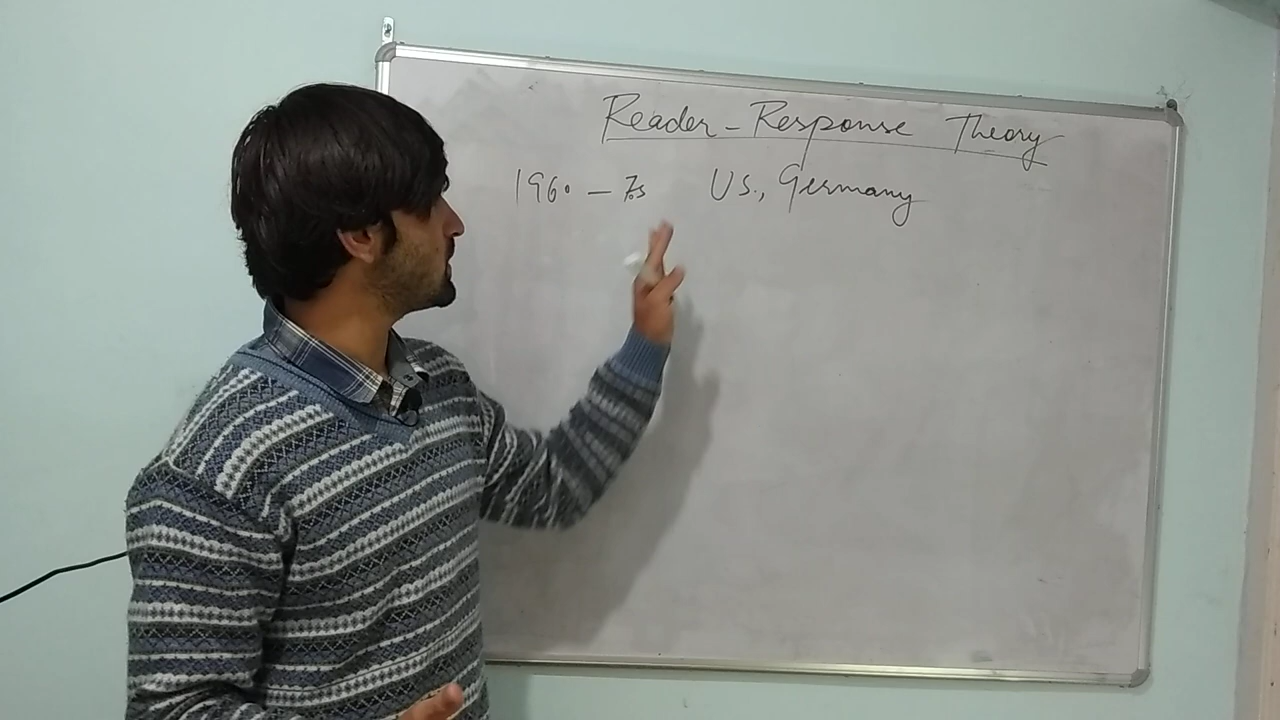 Reader-Response Theory
1960 – 70s US., Germany